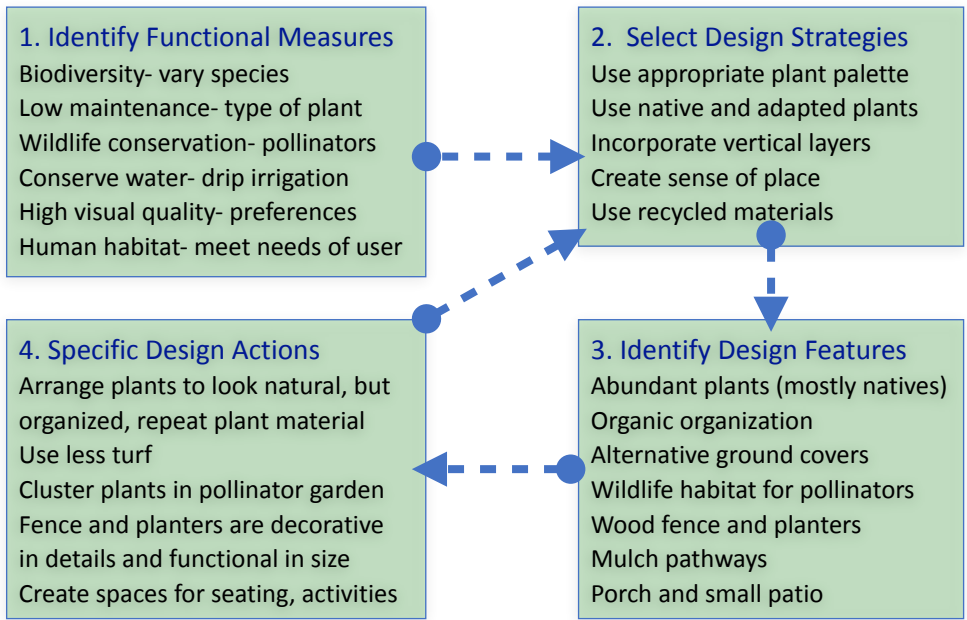 1. Identify Functional Measures
Biodiversity- vary species
Low maintenance- type of plant
Wildlife conservation- pollinators
Conserve water- drip irrigation
High visual quality- preferences
Human habitat- meet needs of user
2. Select Design Strategies
Use appropriate plant palette
Use native and adapted plants
Incorporate vertical layers
Create sense of place
Use recycled materials
3. Identify Design Features
Abundant plants (mostly natives)
Organic organization
Alternative ground covers
Wildlife habitat for pollinators
Wood fence and planters
Mulch pathways
Porch and small patio
4. Specific Design Actions
Arrange plants to look natural, but
organized, repeat plant material
Use less turf
Cluster plants in pollinator garden
Fence and planters are decorative
in details and functional in size
Create spaces for seating, activities